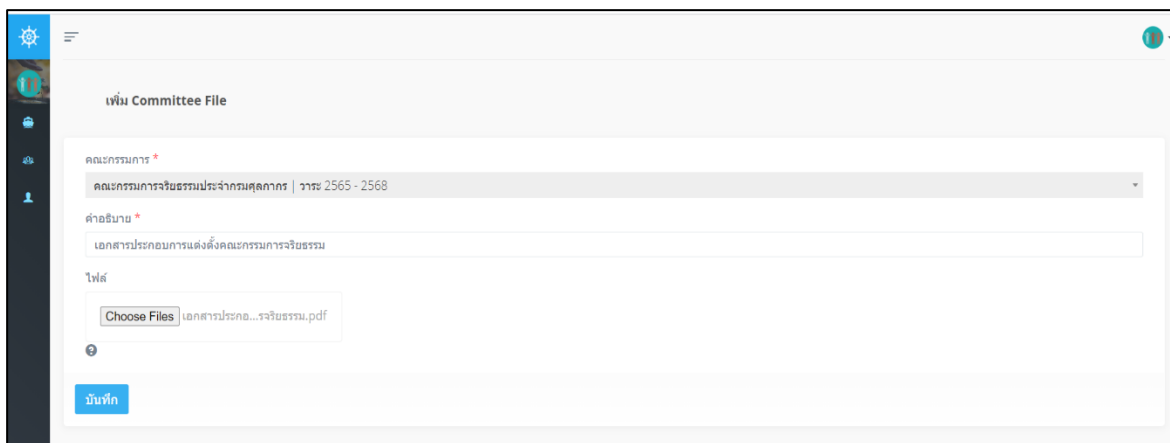 เพิ่ม Committee File
คณะกรรมการ *
คณะกรรมการจริยธรรมประจำกรมศุลกากร | วาระ 2565 - 2568
คำอธิบาย *
เอกสารประกอบการแต่งตั้งคณะกรรมการจริยธรรม
ไฟล์
Choose Files เอกสารประกอ...รจริยธรรม.pdf
บันทึก